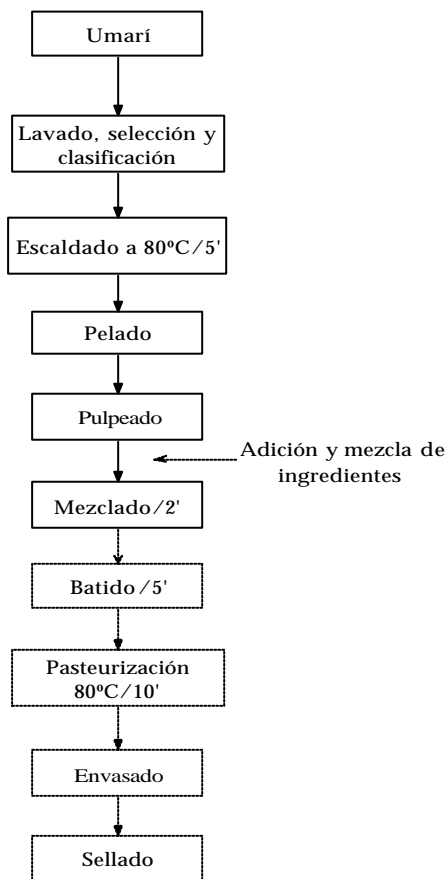 Umarí
Lavado, selección y
clasificación
Escaldado a 80ºC/5'
Pelado
Pulpeado
Adición y mezcla de
ingredientes
Mezclado/2'
Batido/5'
Pasteurización
80ºC/10'
Envasado
Sellado